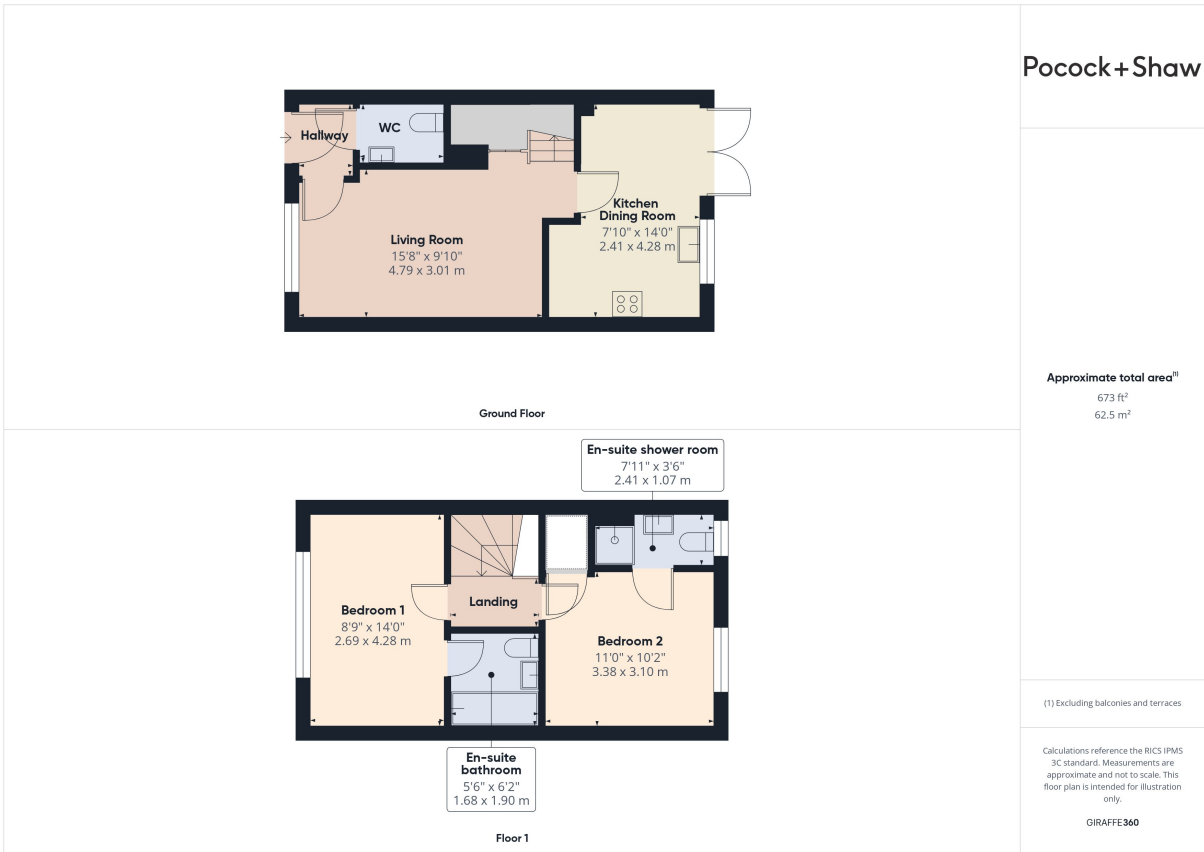 Pocock+Shaw
Hallway
WC
Kitchen
Dining Room
7'10" x 14'0"
2.41 x 4.28 m
Living Room
15'8" x 9'10"
4.79 x 3.01 m
Ground Floor
Approximate total area(1)
673 ft²
62.5 m²
En-suite shower room
7'11" x 3'6"
2.41 x 1.07 m
Bedroom 1
8'9" x 14'0"
2.69 x 4.28 m
Landing
Bedroom 2
11'0" x 10'2"
3.38 x 3.10 m
En-suite
bathroom
5'6" x 6'2"
1.68 x 1.90 m
Floor 1
(1) Excluding balconies and terraces
Calculations reference the RICS IPMS
3C standard. Measurements are
approximate and not to scale. This
floor plan is intended for illustration
only.
GIRAFFE360